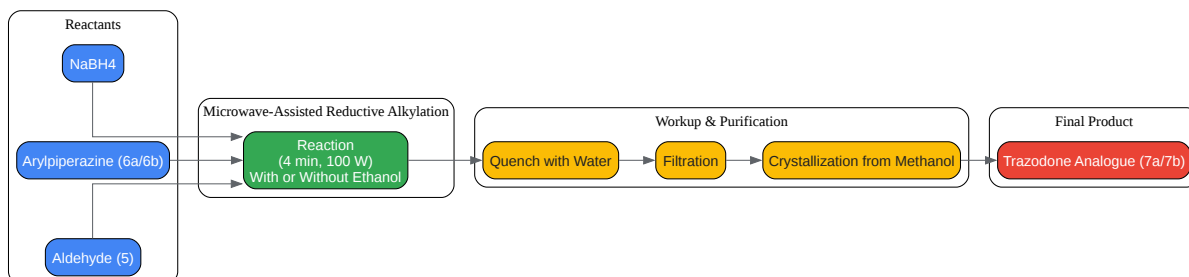 Reactants
NaBH4
Arylpiperazine (6a/6b)
Aldehyde (5)
Microwave-Assisted Reductive Alkylation
Reaction
(4 min, 100 W)
With or Without Ethanol
Workup & Purification
Quench with Water
Filtration
Crystallization from Methanol
Final Product
Trazodone Analogue (7a/7b)